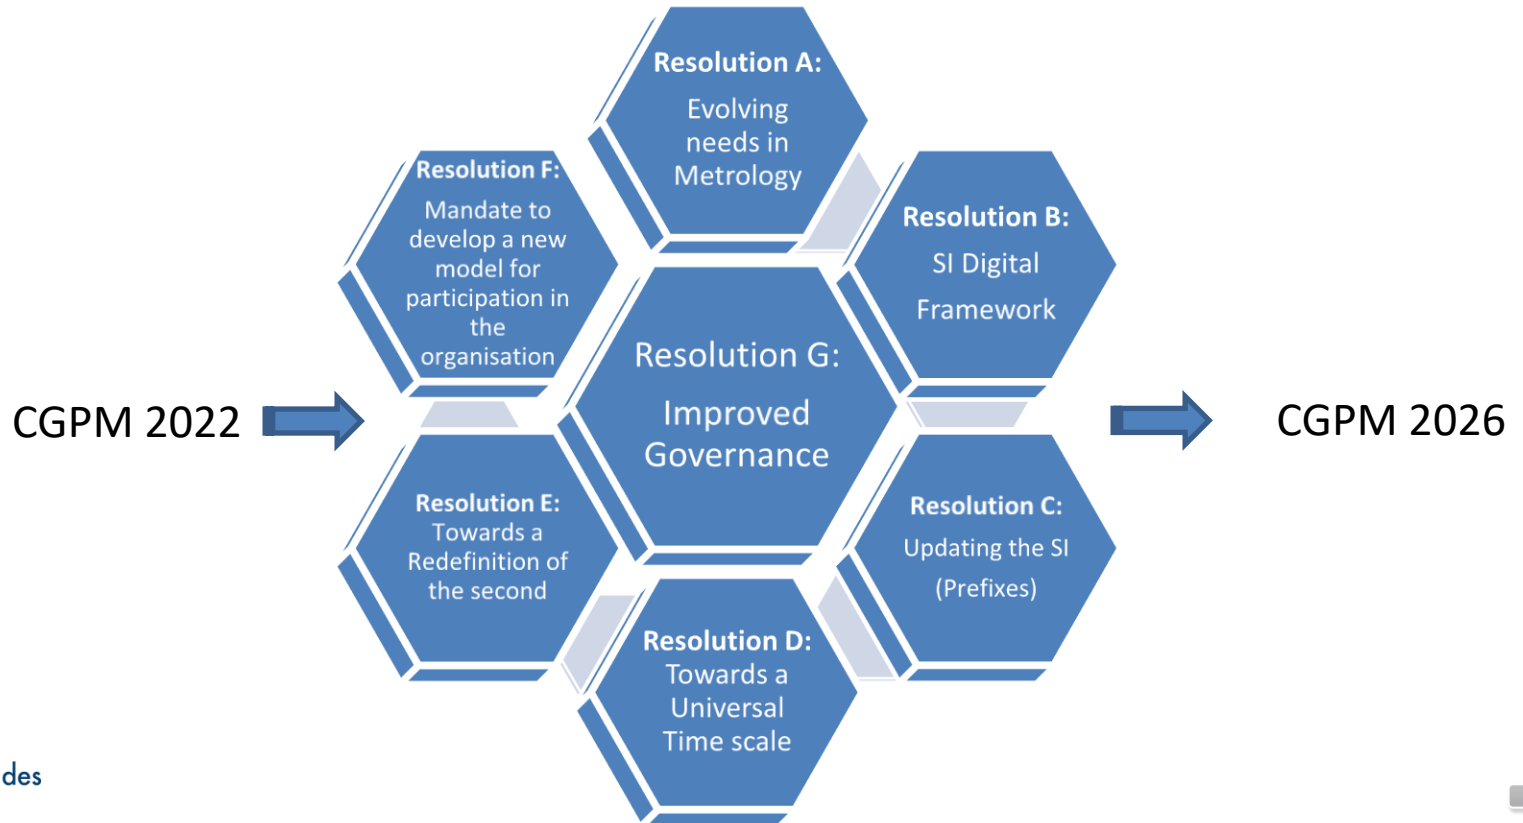 Resolution A:
Evolving
needs in
Metrology
Resolution F:
Mandate to
develop a new
model for
participation in
the
organisation
Resolution B:
SI Digital
Framework
Resolution G:
Improved
Governance
CGPM 2022
CGPM 2026
Resolution E:
Towards a
Redefinition of
the second
Resolution C:
Updating the SI
(Prefixes)
Resolution D:
Towards a
Universal
Time scale
des